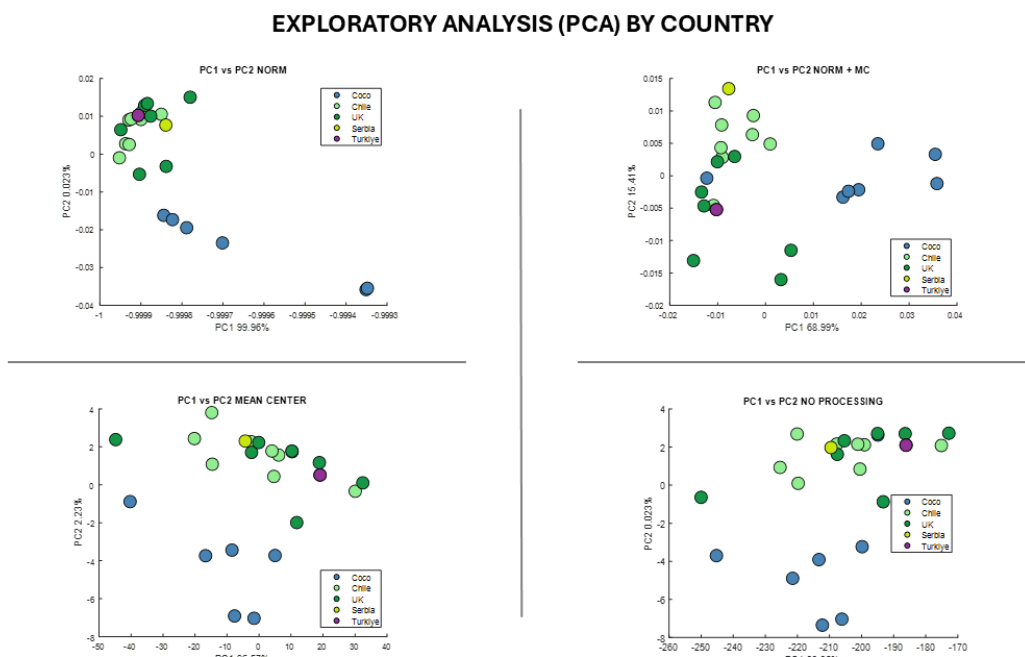 EXPLORATORY ANALYSIS (PCA) BY COUNTRY
PC1 vs PC2 NORM
0.02
0.01
0
-0.01
-0.02
-0.03
-0.04
PC2 0.023%
-1
-0.9999
-0.9998
-0.9997
-0.9996
-0.9995
-0.9994
-0.9993
PC1 99.96%
Coco
Chile
UK
Serbia
Turkiye
PC1 vs PC2 NORM + MC
0.015
0.01
0.005
0
-0.005
-0.01
-0.015
-0.02
PC2 15.41%
-0.02
-0.01
0
0.01
0.02
0.03
0.04
PC1 68.99%
Coco
Chile
UK
Serbia
Turkiye
PC1 vs PC2 MEAN CENTER
4
2
0
-2
-4
-6
-8
PC2 2.23%
-50
-40
-30
-20
-10
0
10
20
30
40
Coco
Chile
UK
Serbia
Turkiye
PC1 vs PC2 NO PROCESSING
4
2
0
-2
-4
-6
-8
PC2 0.023%
-260
-250
-240
-230
-220
-210
-200
-190
-180
-170
Coco
Chile
UK
Serbia
Turkiye